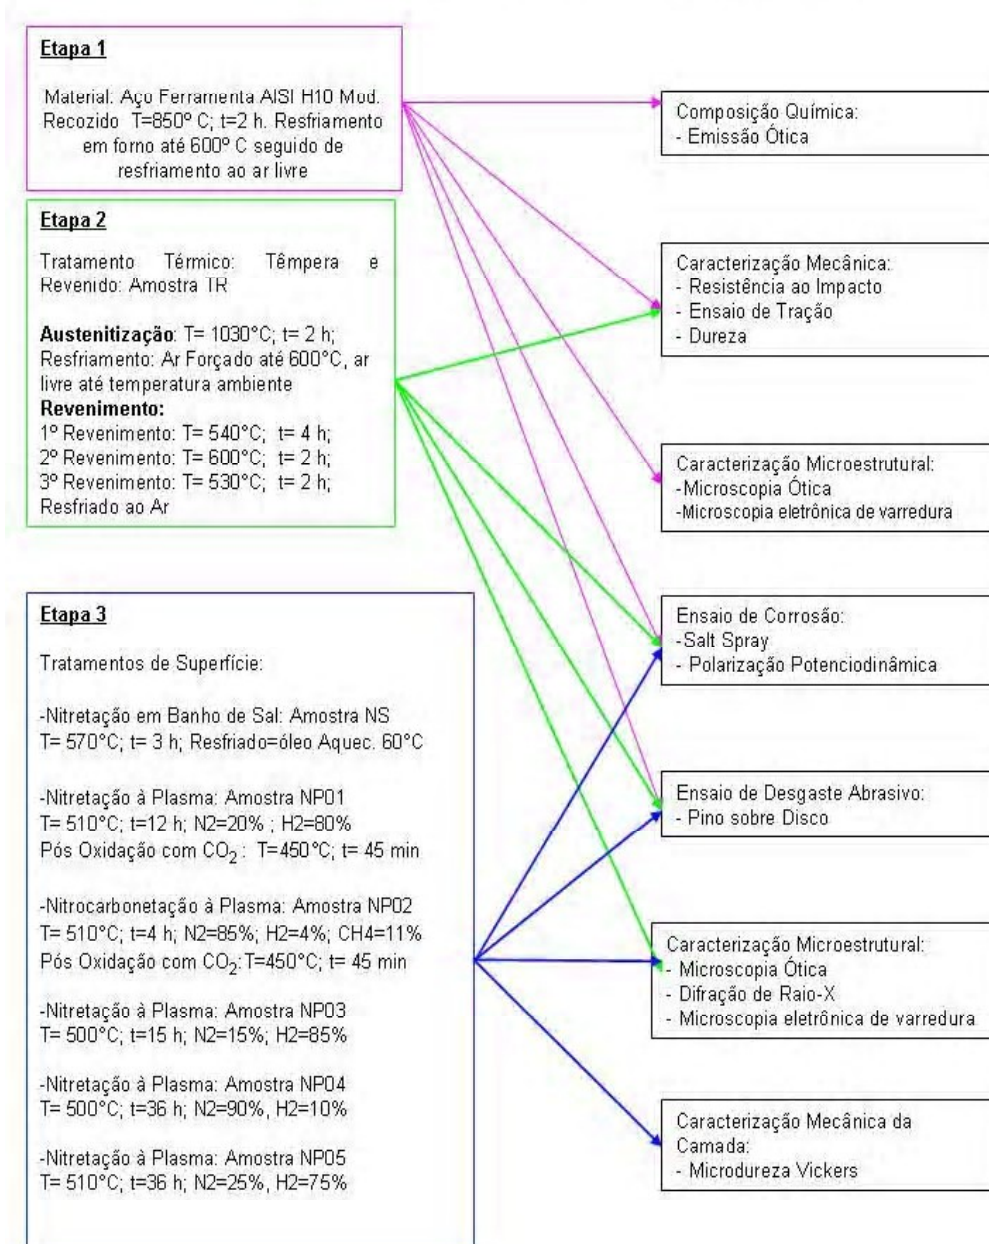 Etapa 1
Material: Aço Ferramenta AISI H10 Mod.
Recozido T=850º C; t=2 h. Resfriamento
em forno até 600º C seguido de
resfriamento ao ar livre
Etapa 2
Tratamento Térmico: Têmpera e
Revenido: Amostra TR
Austenitização: T= 1030°C; t= 2 h;
Resfriamento: Ar Forçado até 600°C, ar
livre até temperatura ambiente
Revenimento:
1º Revenimento: T= 540°C; t= 4 h;
2º Revenimento: T= 600°C; t= 2 h;
3º Revenimento: T= 530°C; t= 2 h;
Resfriado ao Ar
Etapa 3
Tratamentos de Superfície:
-Nitretação em Banho de Sal: Amostra NS
T= 570°C; t= 3 h; Resfriado=óleo Aquec. 60°C
-Nitretação à Plasma: Amostra NP01
T= 510°C; t=12 h; N2=20% ; H2=80%
Pós Oxidação com CO₂ : T=450°C; t= 45 min
-Nitrocarbonetação à Plasma: Amostra NP02
T= 510°C; t=4 h; N2=85%; H2=4%; CH4=11%
Pós Oxidação com CO₂:T=450°C; t= 45 min
-Nitretação à Plasma: Amostra NP03
T= 500°C; t=15 h; N2=15%; H2=85%
-Nitretação à Plasma: Amostra NP04
T= 500°C; t=36 h; N2=90%, H2=10%
-Nitretação à Plasma: Amostra NP05
T= 510°C; t=36 h; N2=25%, H2=75%
Composição Química:
- Emissão Ótica
Caracterização Mecânica:
- Resistência ao Impacto
- Ensaio de Tração
- Dureza
Caracterização Microestrutural:
-Microscopia Ótica
-Microscopia eletrônica de varredura
Ensaio de Corrosão:
-Salt Spray
- Polarização Potenciodinâmica
Ensaio de Desgaste Abrasivo:
- Pino sobre Disco
Caracterização Microestrutural:
- Microscopia Ótica
- Difração de Raio-X
- Microscopia eletrônica de varredura
Caracterização Mecânica da
Camada:
- Microdureza Vickers